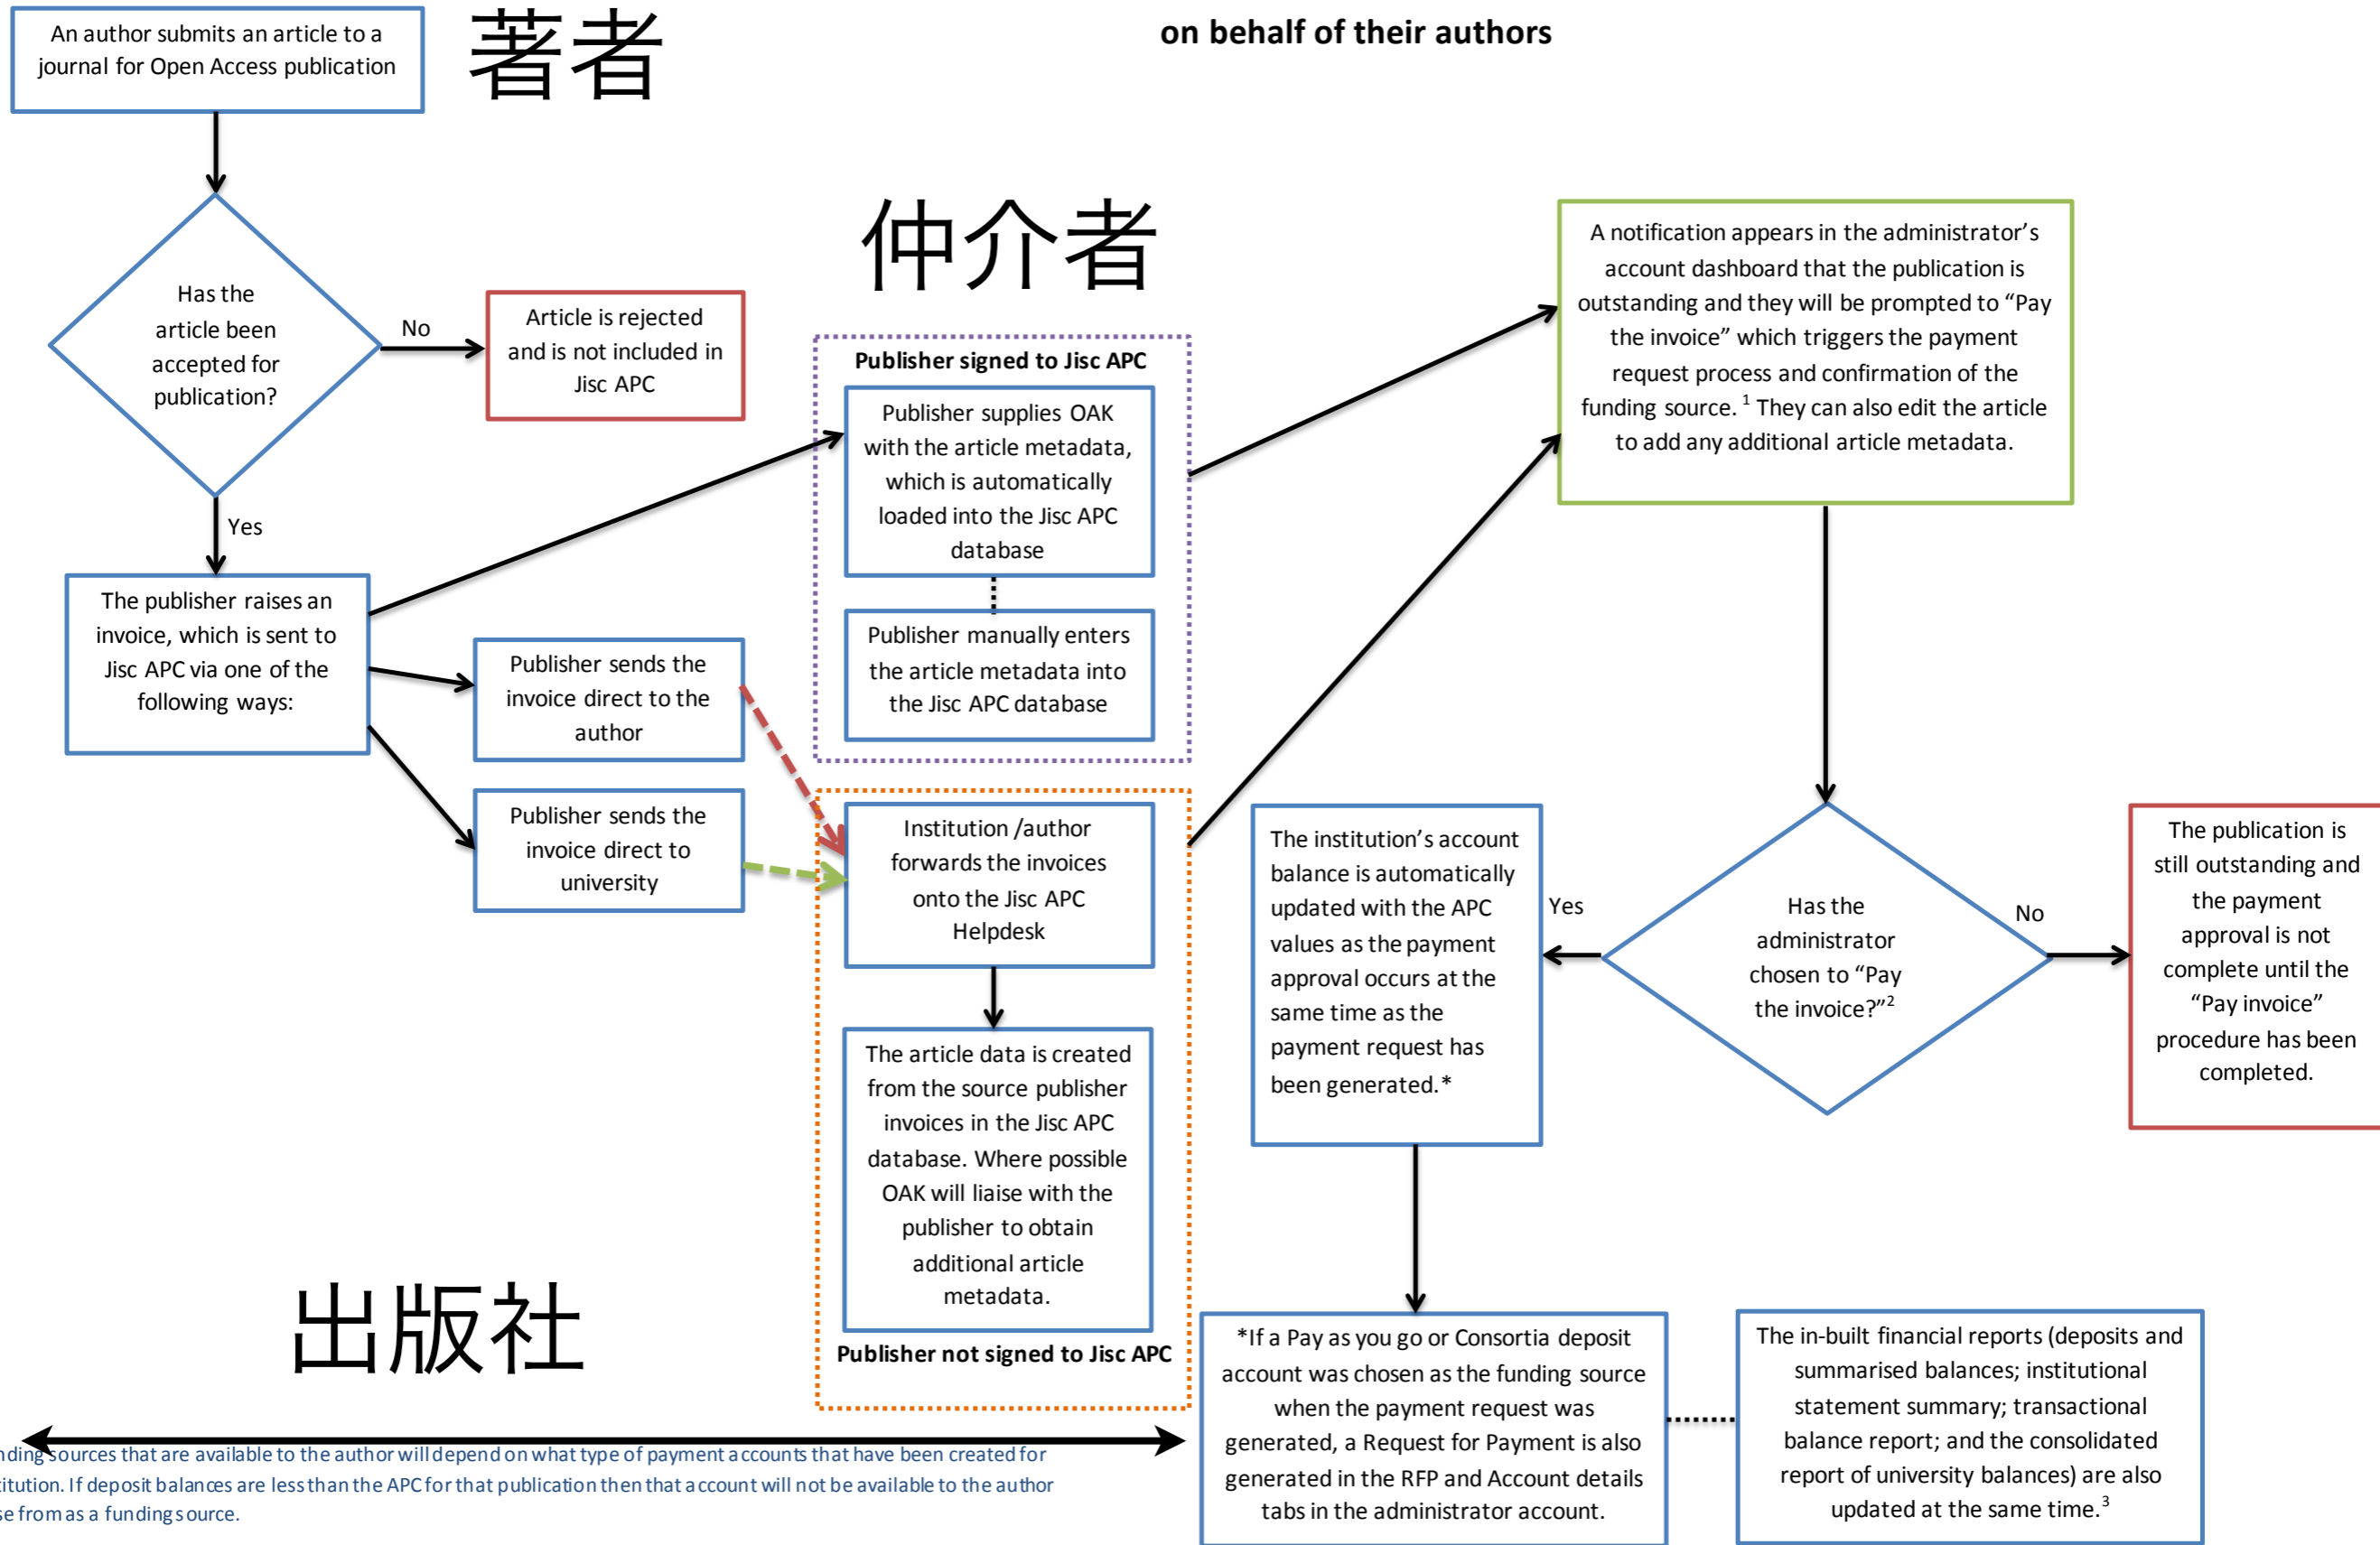 An author submits an article to a
journal for Open Access publication
著者
on behalf of their authors
Has the
article been
accepted for
publication?
No
Article is rejected
and is not included in
Jisc APC
Yes
The publisher raises an
invoice, which is sent to
Jisc APC via one of the
following ways:
Publisher sends the
invoice direct to the
author
Publisher sends the
invoice direct to
university
仲介者
Publisher signed to Jisc APC
Publisher supplies OAK
with the article metadata,
which is automatically
loaded into the Jisc APC
database
Publisher manually enters
the article metadata into
the Jisc APC database
Institution /author
forwards the invoices
onto the Jisc APC
Helpdesk
The article data is created
from the source publisher
invoices in the Jisc APC
database. Where possible
OAK will liaise with the
publisher to obtain
additional article
metadata.
Publisher not signed to Jisc APC
A notification appears in the administrator’s
account dashboard that the publication is
outstanding and they will be prompted to “Pay
the invoice” which triggers the payment
request process and confirmation of the
funding source. 1 They can also edit the article
to add any additional article metadata.
Has the
administrator
chosen to “Pay
the invoice?”2
Yes
No
The institution’s account
balance is automatically
updated with the APC
values as the payment
approval occurs at the
same time as the
payment request has
been generated.*
The publication is
still outstanding and
the payment
approval is not
complete until the
“Pay invoice”
procedure has been
completed.
*If a Pay as you go or Consortia deposit
account was chosen as the funding source
when the payment request was
generated, a Request for Payment is also
generated in the RFP and Account details
tabs in the administrator account.
The in-built financial reports (deposits and
summarised balances; institutional
statement summary; transactional
balance report; and the consolidated
report of university balances) are also
updated at the same time.3
出版社
sources that are available to the author will depend on what type of payment accounts that have been created for
If deposit balances are less than the APC for that publication then that account will not be available to the author
from as a funding source.